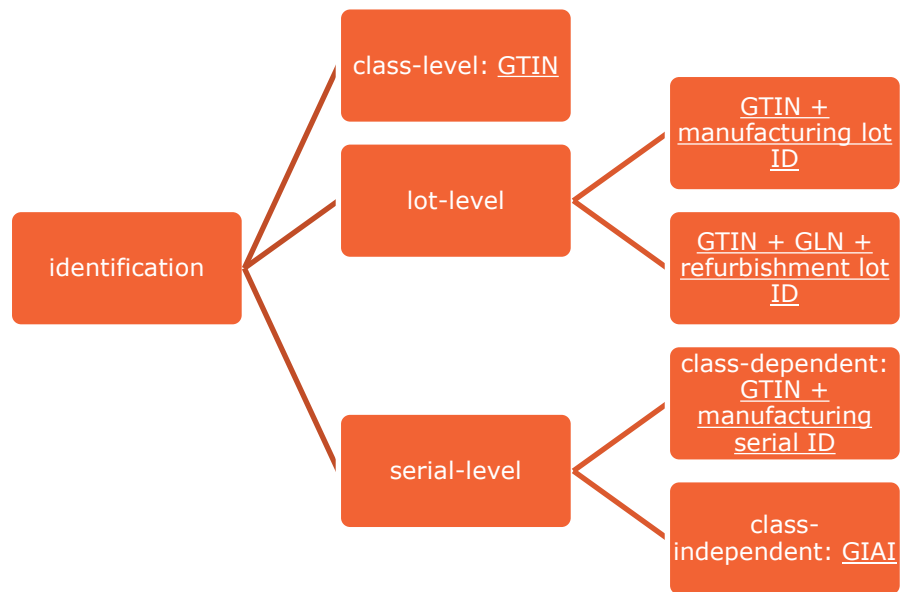 class-level: GTIN
GTIN +
manufacturing lot
ID
lot-level
identification
GTIN + GLN +
refurbishment lot
ID
class-dependent:
GTIN +
manufacturing
serial ID
serial-level
class-
independent: GIAI